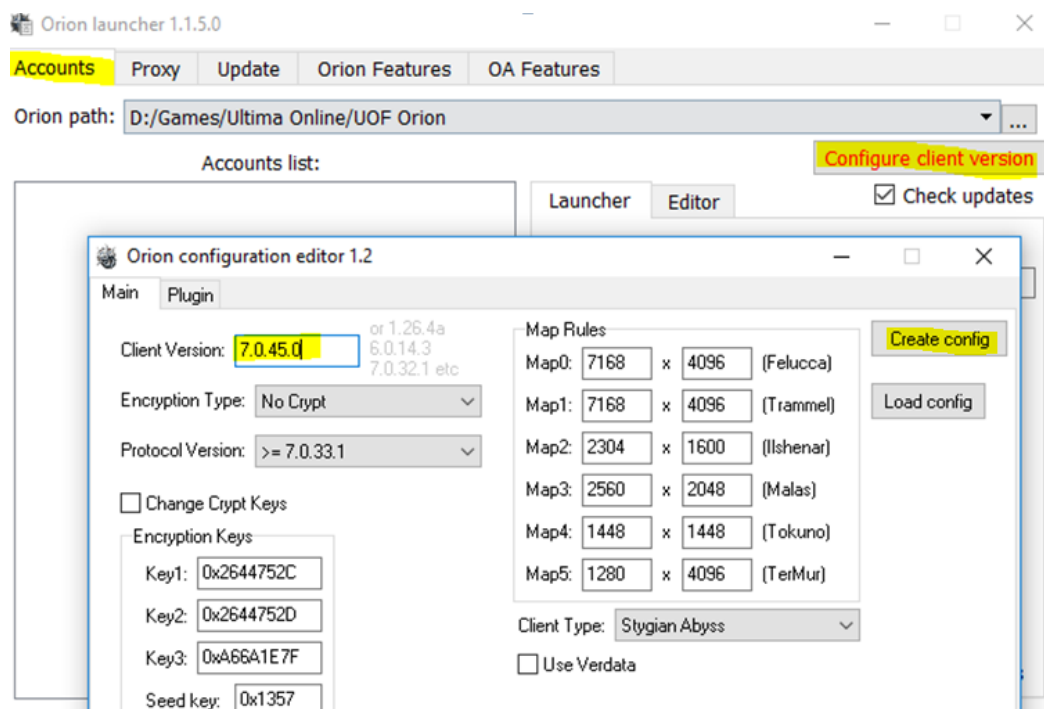 Orion launcher 1.1.5.0
Accounts Proxy Update Orion Features OA Features
Orion path: D:/Games/Ultima Online/UOF Orion ...
Accounts list: Configure client version
Launcher Editor Check updates
Orion configuration editor 1.2
Main Plugin
Client Version: 7.0.45.0
or 1.26.4a
6.0.14.3
7.0.32.1 etc
Encryption Type: No Crypt
Protocol Version: >= 7.0.33.1
Change Crypt Keys
Encryption Keys
Key1: 0x2644752C
Key2: 0x2644752D
Key3: 0xA66A1E7F
Seed key: 0x1357
Map Rules
Map0: 7168 x 4096 (Felucca)
Map1: 7168 x 4096 (Trammel)
Map2: 2304 x 1600 (Ilshenar)
Map3: 2560 x 2048 (Malas)
Map4: 1448 x 1448 (Tokuno)
Map5: 1280 x 4096 (TerMur)
Client Type: Stygian Abyss
Use Verdata
Create config
Load config